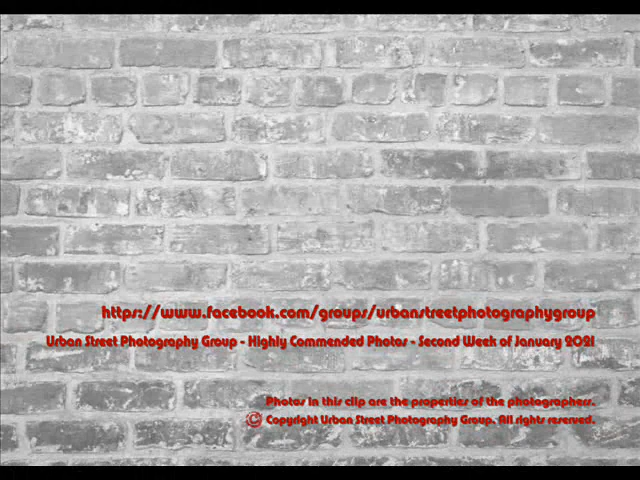 https://www.facebook.com/groups/urbanstreetphotographygroup
Urban Street Photography Group - Highly Commended Photos - Second Week of January 2021
Photos in this clip are the properties of the photographers.
© Copyright Urban Street Photography Group. All rights reserved.